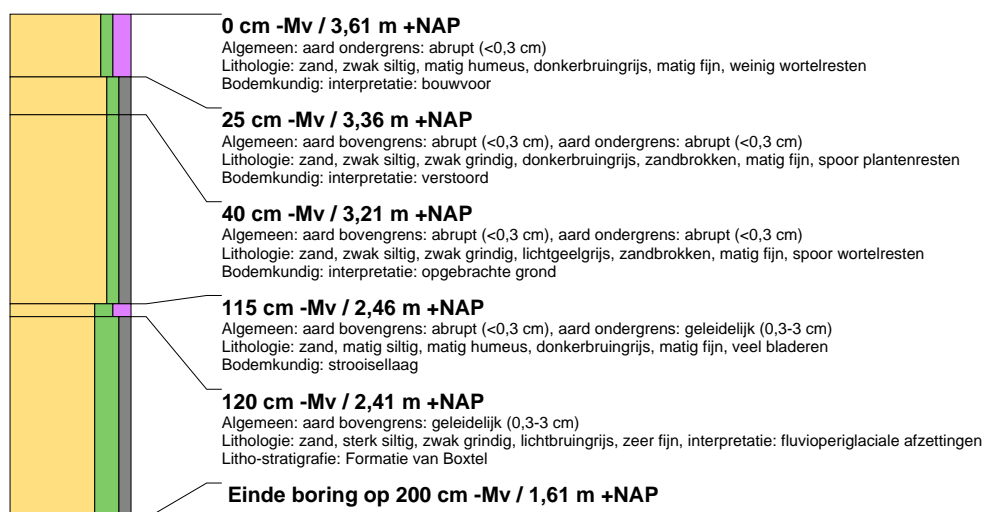 0 cm -Mv / 3,61 m +NAP
Algemeen: aard ondergrens: abrupt (<0,3 cm)
Lithologie: zand, zwak siltig, matig humeus, donkerbruingrijs, matig fijn, weinig wortelresten
Bodemkundig: interpretatie: bouwvoor
25 cm -Mv / 3,36 m +NAP
Algemeen: aard bovengrens: abrupt (<0,3 cm), aard ondergrens: abrupt (<0,3 cm)
Lithologie: zand, zwak siltig, zwak grindig, donkerbruingrijs, zandbrokken, matig fijn, spoor plantenresten
Bodemkundig: interpretatie: verstoord
40 cm -Mv / 3,21 m +NAP
Algemeen: aard bovengrens: abrupt (<0,3 cm), aard ondergrens: abrupt (<0,3 cm)
Lithologie: zand, zwak siltig, zwak grindig, lichtgeelgrijs, zandbrokken, matig fijn, spoor wortelresten
Bodemkundig: interpretatie: opgebrachte grond
115 cm -Mv / 2,46 m +NAP
Algemeen: aard bovengrens: abrupt (<0,3 cm), aard ondergrens: geleidelijk (0,3-3 cm)
Lithologie: zand, matig siltig, matig humeus, donkerbruingrijs, matig fijn, veel bladeren
Bodemkundig: strooisellaag
120 cm -Mv / 2,41 m +NAP
Algemeen: aard bovengrens: geleidelijk (0,3-3 cm)
Lithologie: zand, sterk siltig, zwak grindig, lichtbruingrijs, zeer fijn, interpretatie: fluvioperiglaciale afzettingen
Litho-stratigrafie: Formatie van Boxtel
Einde boring op 200 cm -Mv / 1,61 m +NAP